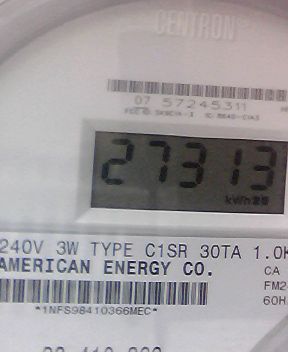 CENTRON®
07 57245311
27313
kWh
240V 3W TYPE C1SR 30TA 1.0K
AMERICAN ENERGY CO.
CA
FM2
60H
*1NFS98410366MEC*